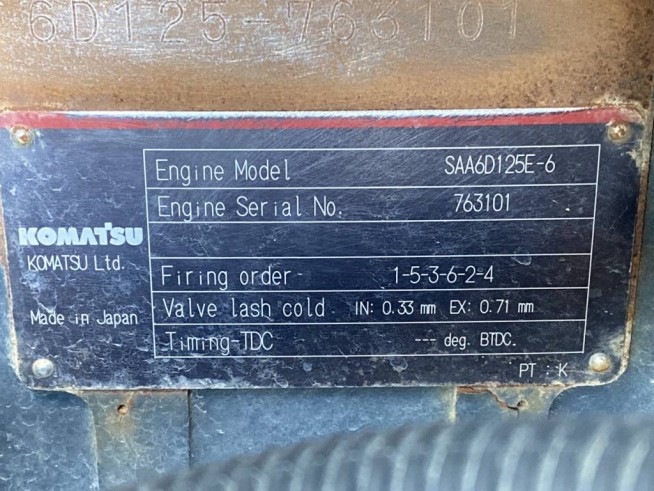 6D125-763101
Engine Model SAA6D125E-6
Engine Serial No. 763101
KOMATSU
KOMATSU Ltd.
Firing order 1-5-3-6-2-4
Valve lash cold IN: 0.33 mm EX: 0.71 mm
Made in Japan
Timing-TDC --- deg. BTDC.
PT : K